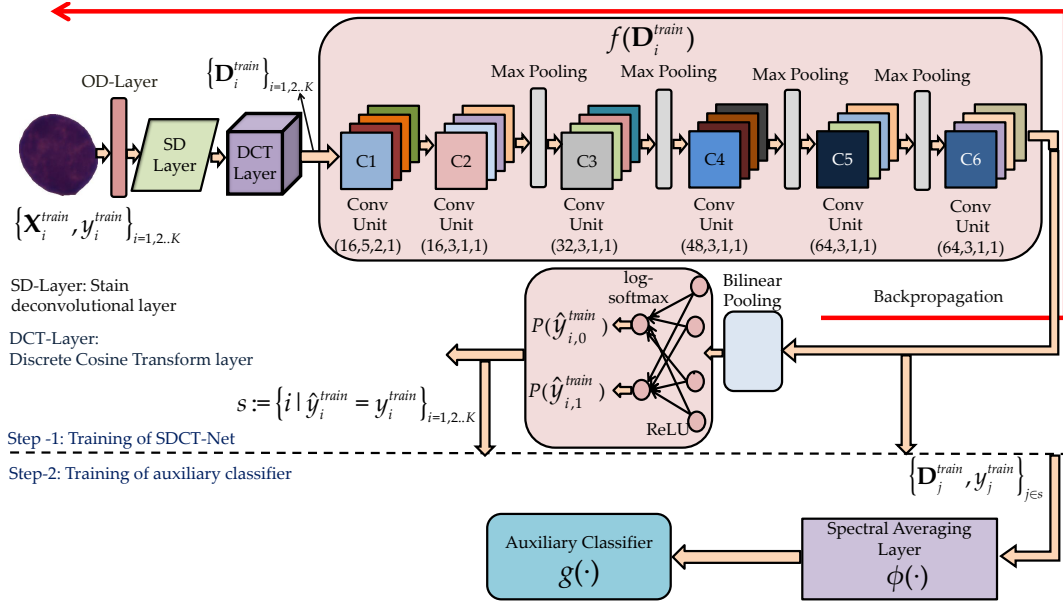 f(D_i^{train})
{D_i^{train}}_{i=1,2..K}
OD-Layer
Max Pooling
Max Pooling
Max Pooling
Max Pooling
SD
Layer
DCT
Layer
C1
C2
C3
C4
C5
C6
{X_i^{train}, y_i^{train}}_{i=1,2..K}
Conv
Unit
(16,5,2,1)
Conv
Unit
(16,3,1,1)
Conv
Unit
(32,3,1,1)
Conv
Unit
(48,3,1,1)
Conv
Unit
(64,3,1,1)
Conv
Unit
(64,3,1,1)
SD-Layer: Stain
deconvolutional layer
DCT-Layer:
Discrete Cosine Transform layer
log-
softmax
P(ŷ_{i,0}^{train})
P(ŷ_{i,1}^{train})
ReLU
Bilinear
Pooling
Backpropagation
s := {i | ŷ_i^{train} = y_i^{train}}_{i=1,2..K}
Step -1: Training of SDCT-Net
Step-2: Training of auxiliary classifier
{D_j^{train}, y_j^{train}}_{j∈s}
Auxiliary Classifier
g(·)
Spectral Averaging
Layer
ϕ(·)